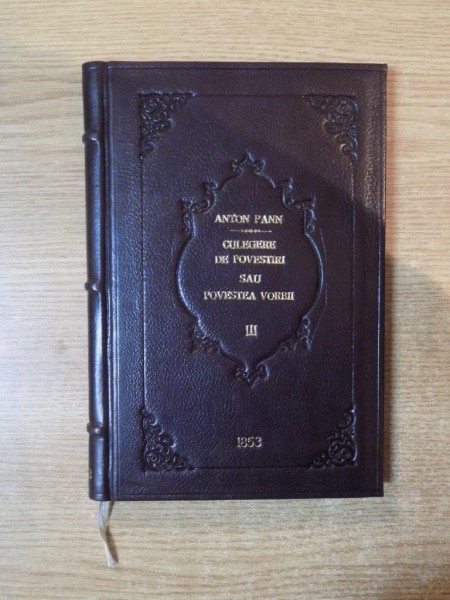 ANTON PANN
CULEGERE
DE POVESTIRI
SAU
POVESTEA VORBII
III
1853